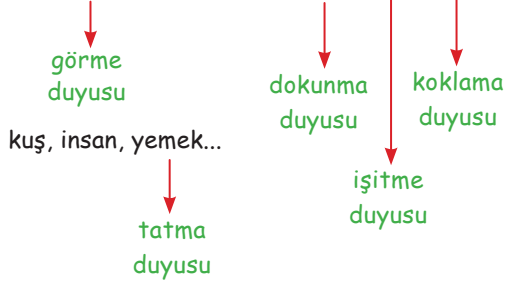 görme
duyusu
dokunma
duyusu
koklama
duyusu
kuş, insan, yemek...
işitme
duyusu
tatma
duyusu